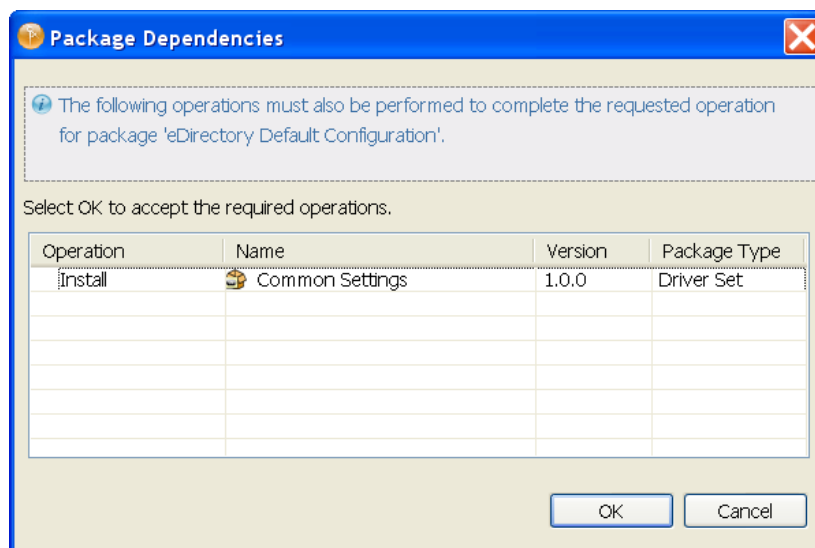 Package Dependencies
The following operations must also be performed to complete the requested operation
for package 'eDirectory Default Configuration'.
Select OK to accept the required operations.
Operation Name Version Package Type
Install Common Settings 1.0.0 Driver Set
OK Cancel